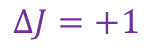 ΔJ = +1